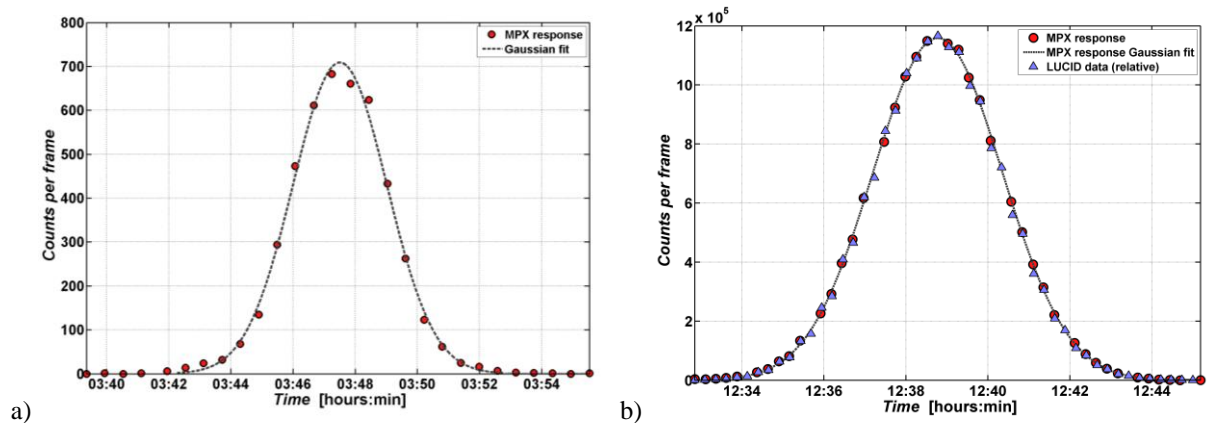 a)
Counts per frame
800
700
600
500
400
300
200
100
0
03:40 03:42 03:44 03:46 03:48 03:50 03:52 03:54
Time [hours:min]
MPX response
Gaussian fit
b)
Counts per frame
12 x 10⁵
10
8
6
4
2
0
12:34 12:36 12:38 12:40 12:42 12:44
Time [hours:min]
MPX response
MPX response Gaussian fit
LUCID data (relative)